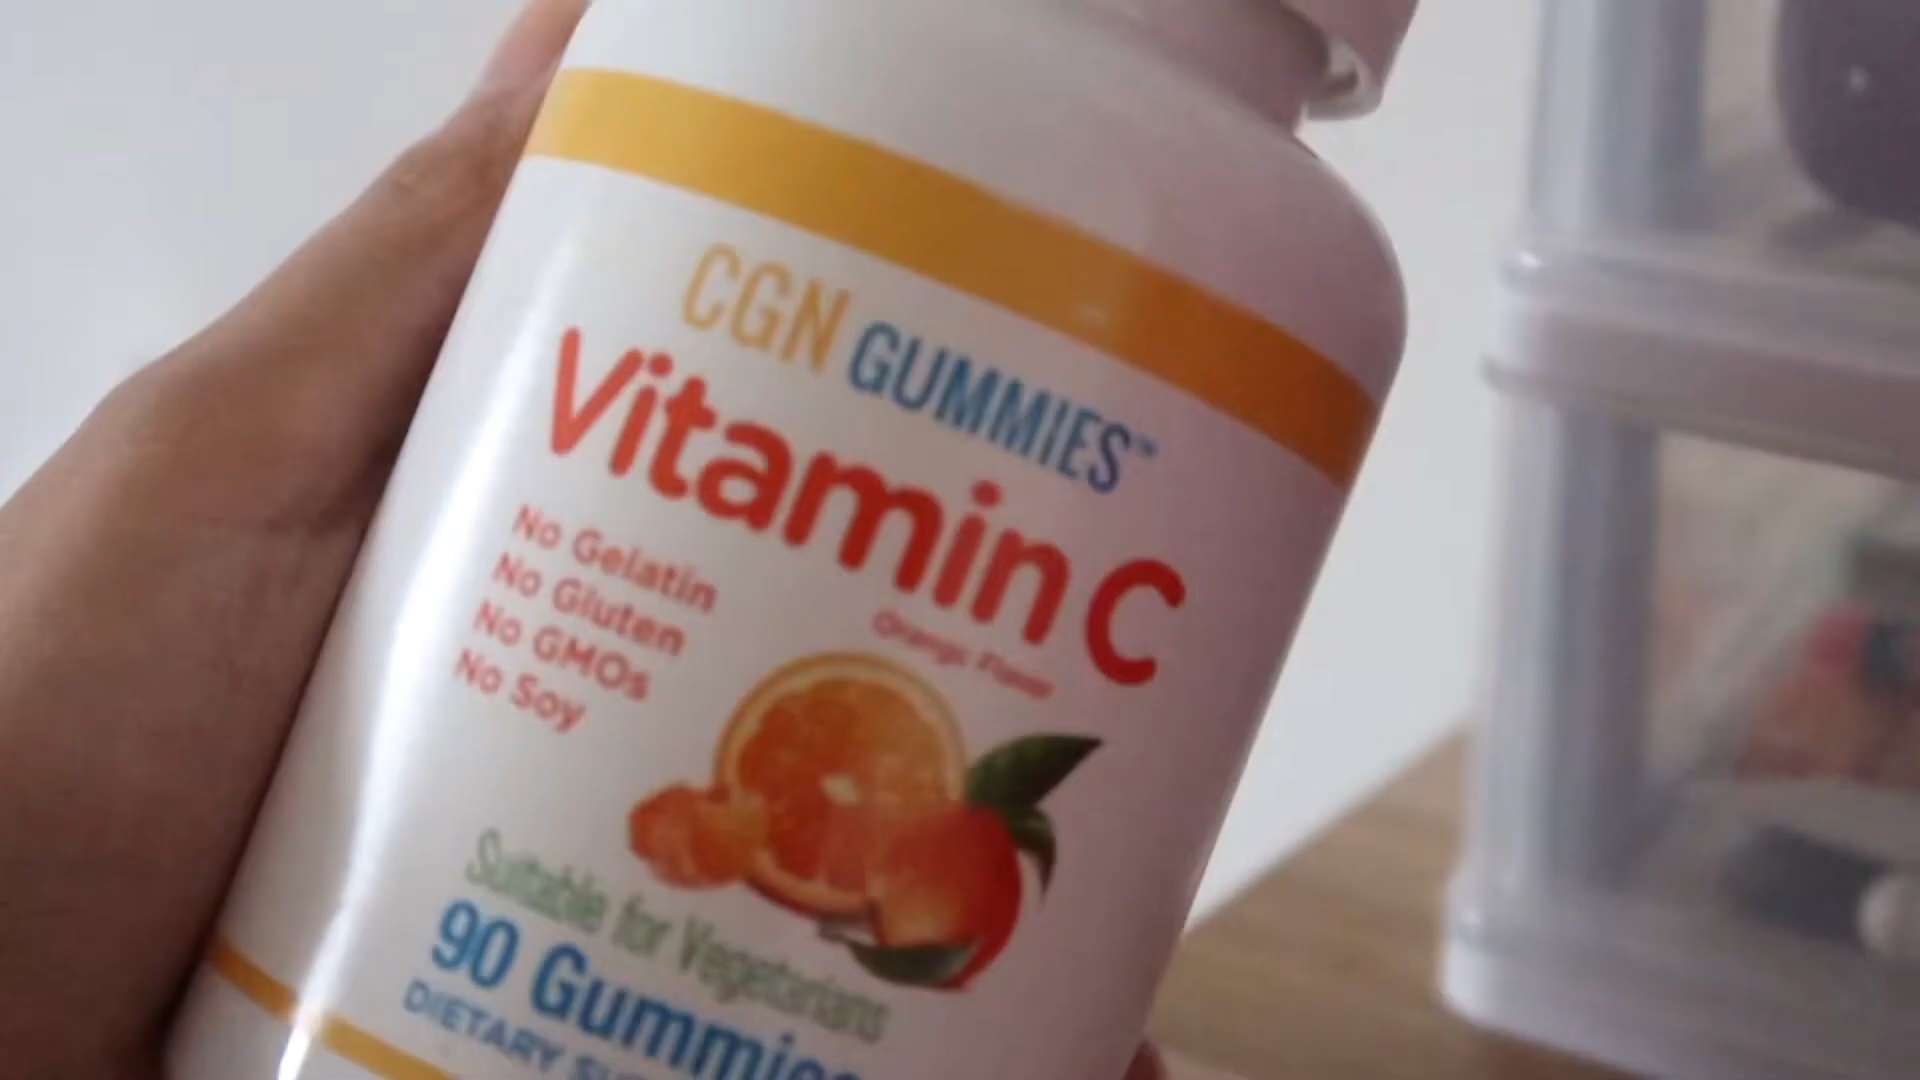 CGN GUMMIES™
Vitamin C
Orange Flavor
No Gelatin
No Gluten
No GMOs
No Soy
Suitable for Vegetarians
90 Gummies
DIETARY